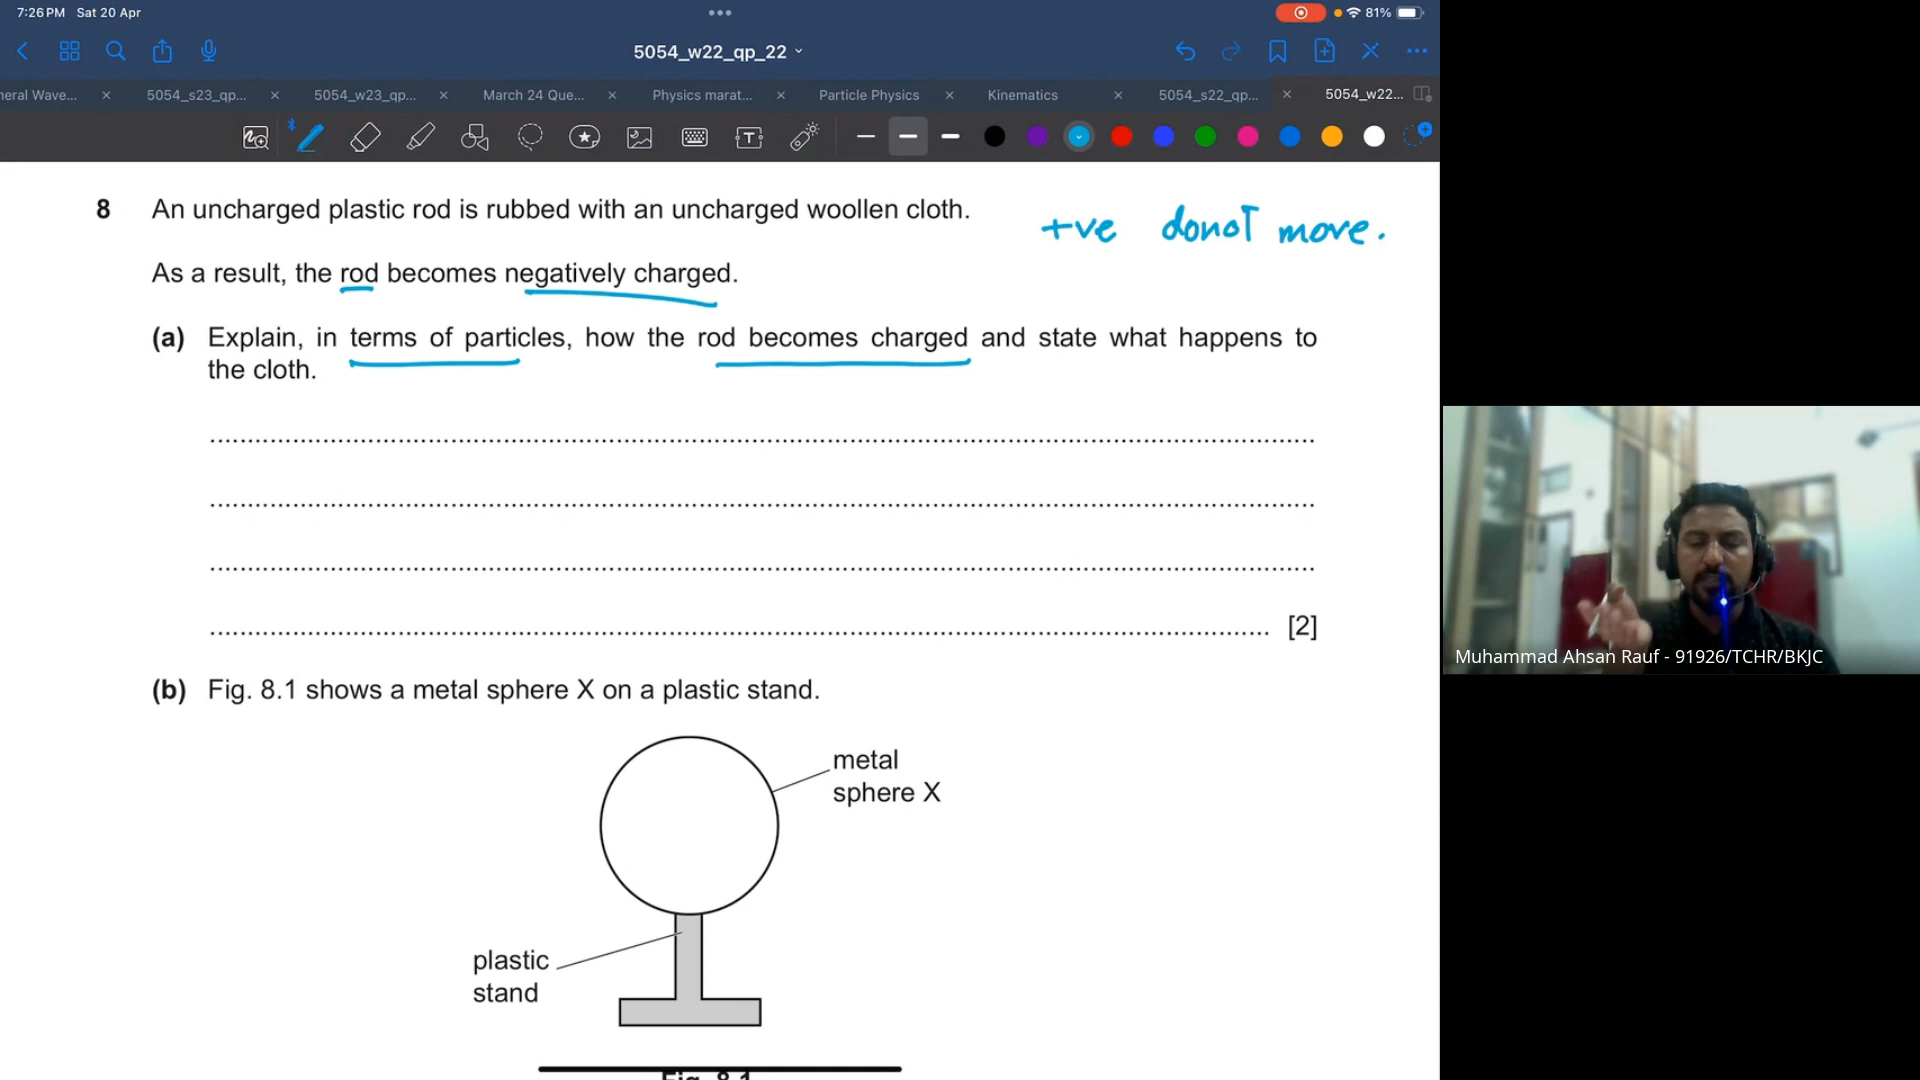 7:26 PM Sat 20 Apr
81%
5054_w22_qp_22
neral Wave...
5054_s23_qp...
5054_w23_qp...
March 24 Que...
Physics marat...
Particle Physics
Kinematics
5054_s22_qp...
5054_w22...
8 An uncharged plastic rod is rubbed with an uncharged woollen cloth.
+ve donot move.
As a result, the rod becomes negatively charged.
(a) Explain, in terms of particles, how the rod becomes charged and state what happens to
the cloth.
[2]
(b) Fig. 8.1 shows a metal sphere X on a plastic stand.
metal
sphere X
plastic
stand
Fig. 8.1
Muhammad Ahsan Rauf - 91926/TCHR/BKJC